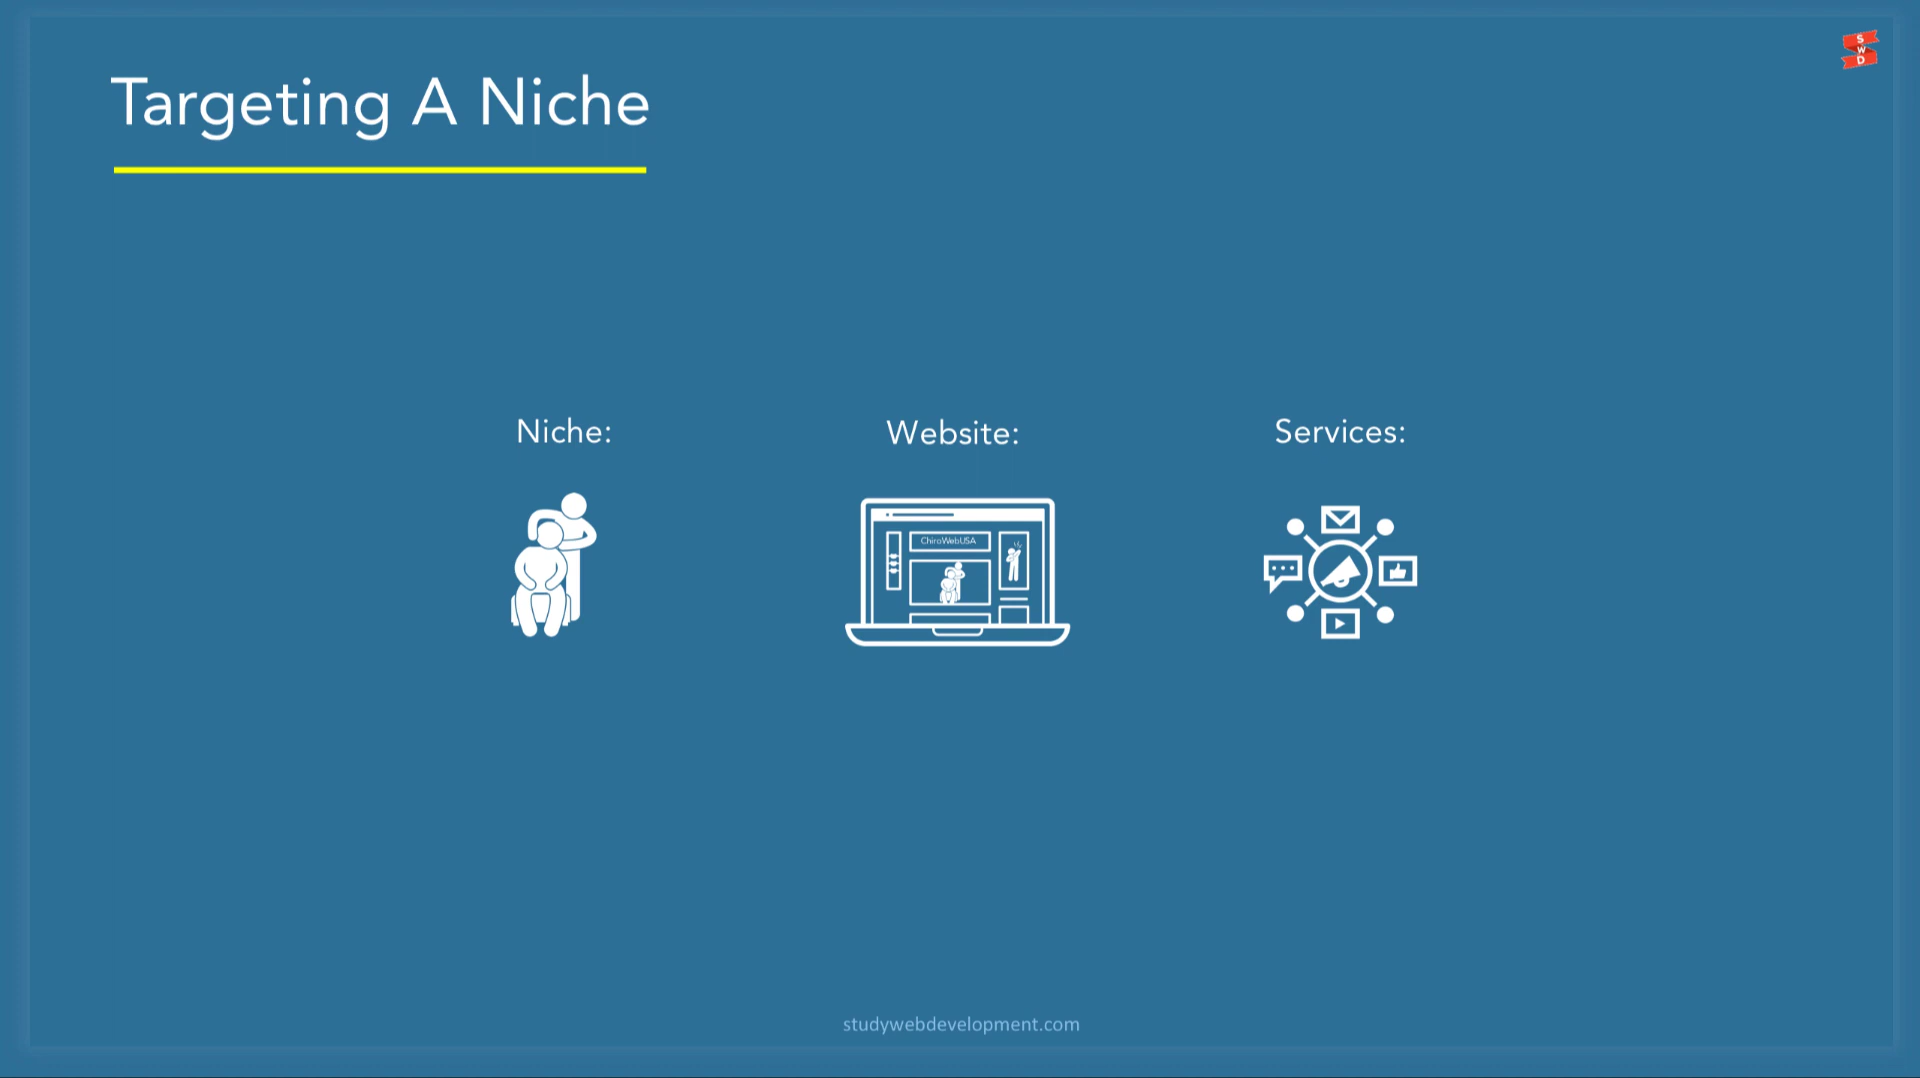 S
W
D
Targeting A Niche
Niche:
Website:
Services:
ChiroWebUSA
studywebdevelopment.com